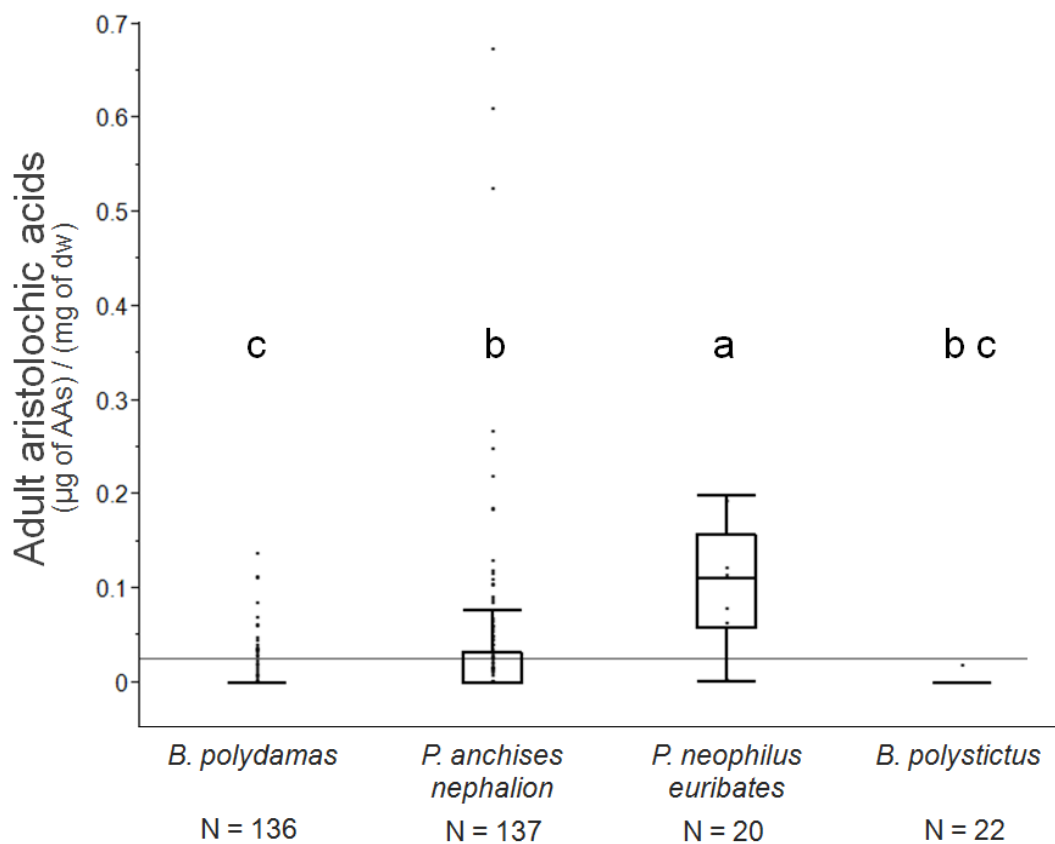 Adult aristolochic acids
(µg of AAs) / (mg of dw)
0.7
0.6
0.5
0.4
0.3
0.2
0.1
0
c b a b c
B. polydamas P. anchises P. neophilus B. polystictus
nephalion euribates
N = 136 N = 137 N = 20 N = 22